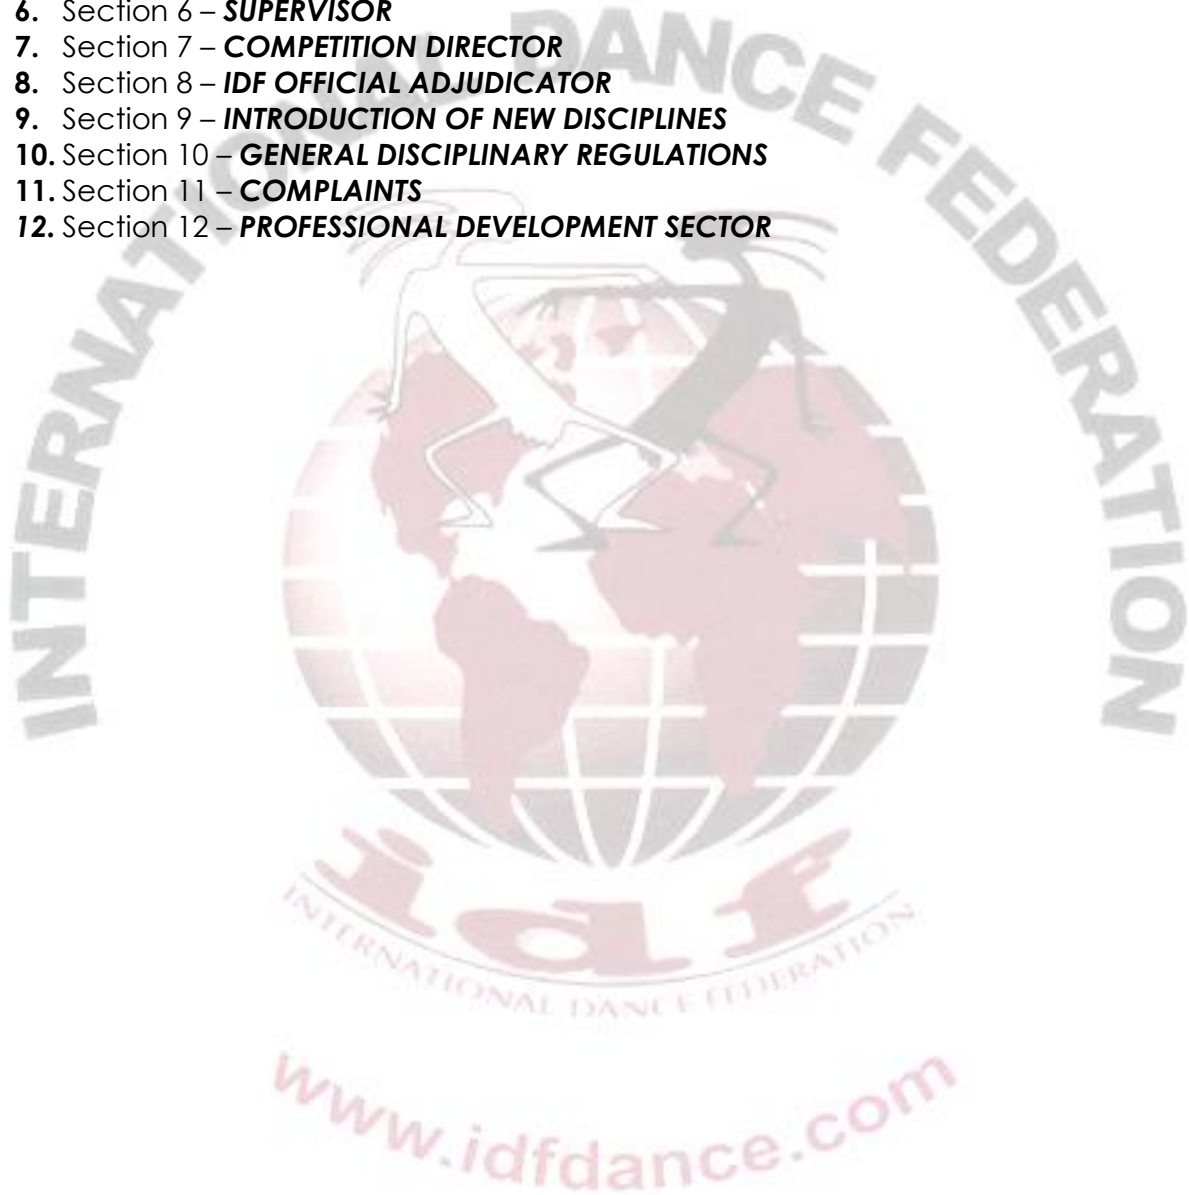 6. Section 6 – SUPERVISOR
7. Section 7 – COMPETITION DIRECTOR
8. Section 8 – IDF OFFICIAL ADJUDICATOR
9. Section 9 – INTRODUCTION OF NEW DISCIPLINES
10. Section 10 – GENERAL DISCIPLINARY REGULATIONS
11. Section 11 – COMPLAINTS
12. Section 12 – PROFESSIONAL DEVELOPMENT SECTOR
INTERNATIONAL DANCE FEDERATION
idf
INTERNATIONAL DANCE FEDERATION
www.idfdance.com